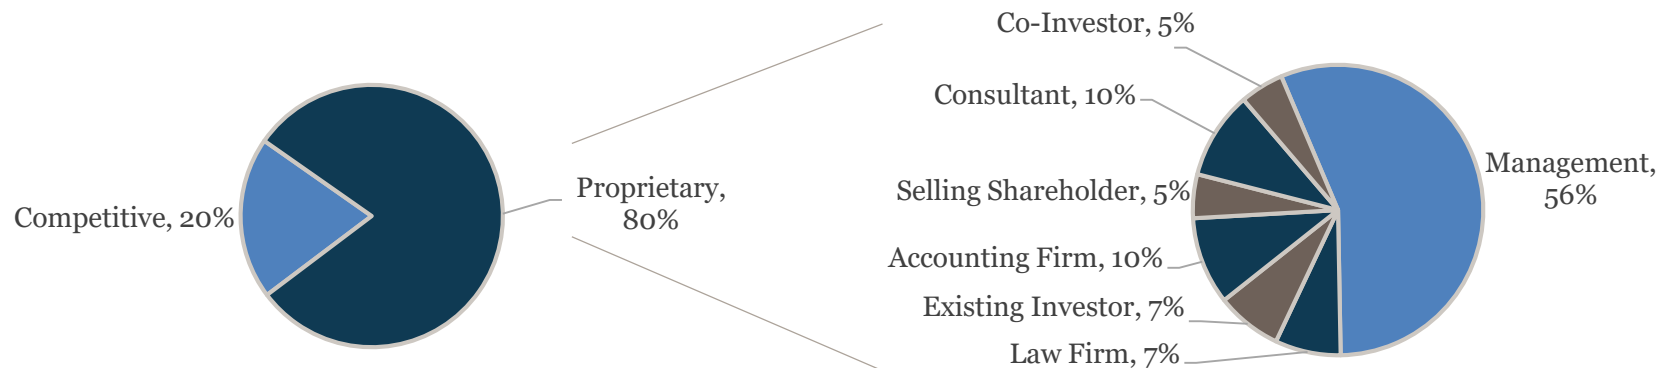 Competitive, 20%
Proprietary,
80%
Co-Investor, 5%
Consultant, 10%
Selling Shareholder, 5%
Accounting Firm, 10%
Existing Investor, 7%
Law Firm, 7%
Management,
56%